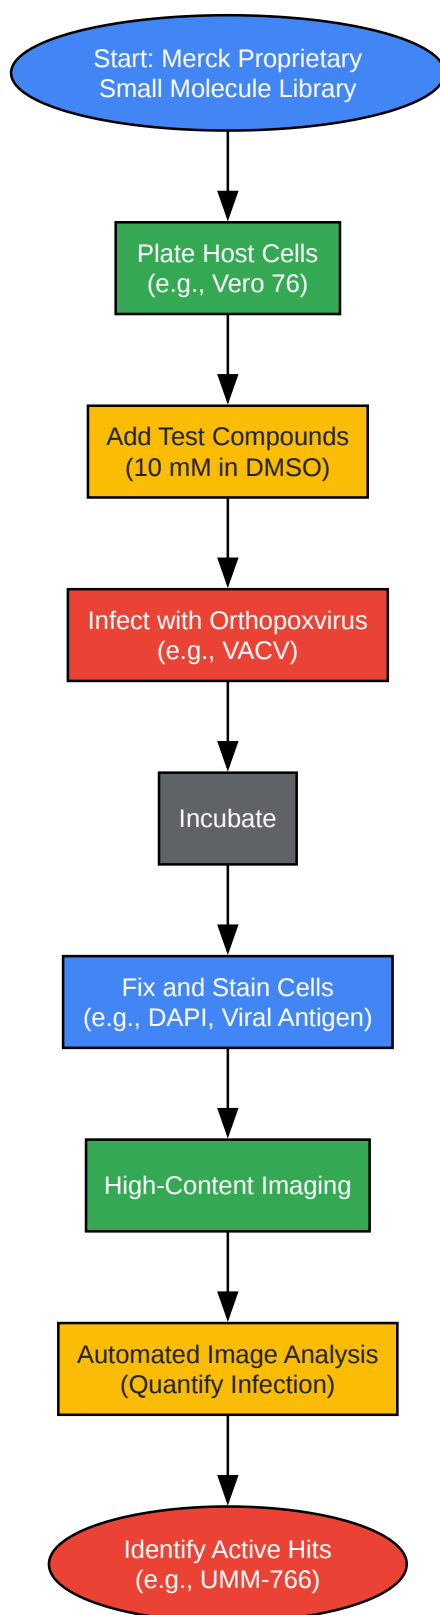 Start: Merck Proprietary
Small Molecule Library
Plate Host Cells
(e.g., Vero 76)
Add Test Compounds
(10 mM in DMSO)
Infect with Orthopoxvirus
(e.g., VACV)
Incubate
Fix and Stain Cells
(e.g., DAPI, Viral Antigen)
High-Content Imaging
Automated Image Analysis
(Quantify Infection)
Identify Active Hits
(e.g., UMM-766)